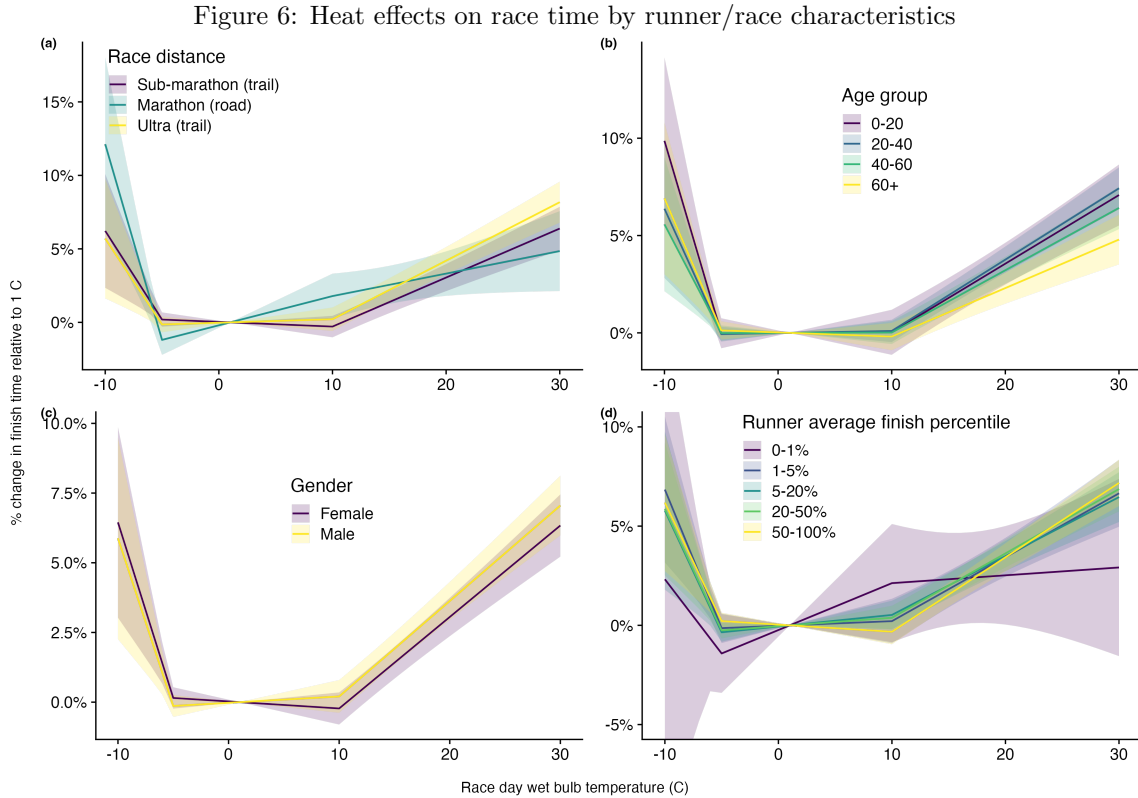 Figure 6: Heat effects on race time by runner/race characteristics
% change in finish time relative to 1 C
(a)
Race distance
Sub-marathon (trail)
Marathon (road)
Ultra (trail)
15%
10%
5%
0%
-10 0 10 20 30
(b)
Age group
0-20
20-40
40-60
60+
10%
5%
0%
-10 0 10 20 30
(c)
Gender
Female
Male
10.0%
7.5%
5.0%
2.5%
0.0%
-10 0 10 20 30
(d)
Runner average finish percentile
0-1%
1-5%
5-20%
20-50%
50-100%
10%
5%
0%
-5%
-10 0 10 20 30
Race day wet bulb temperature (C)